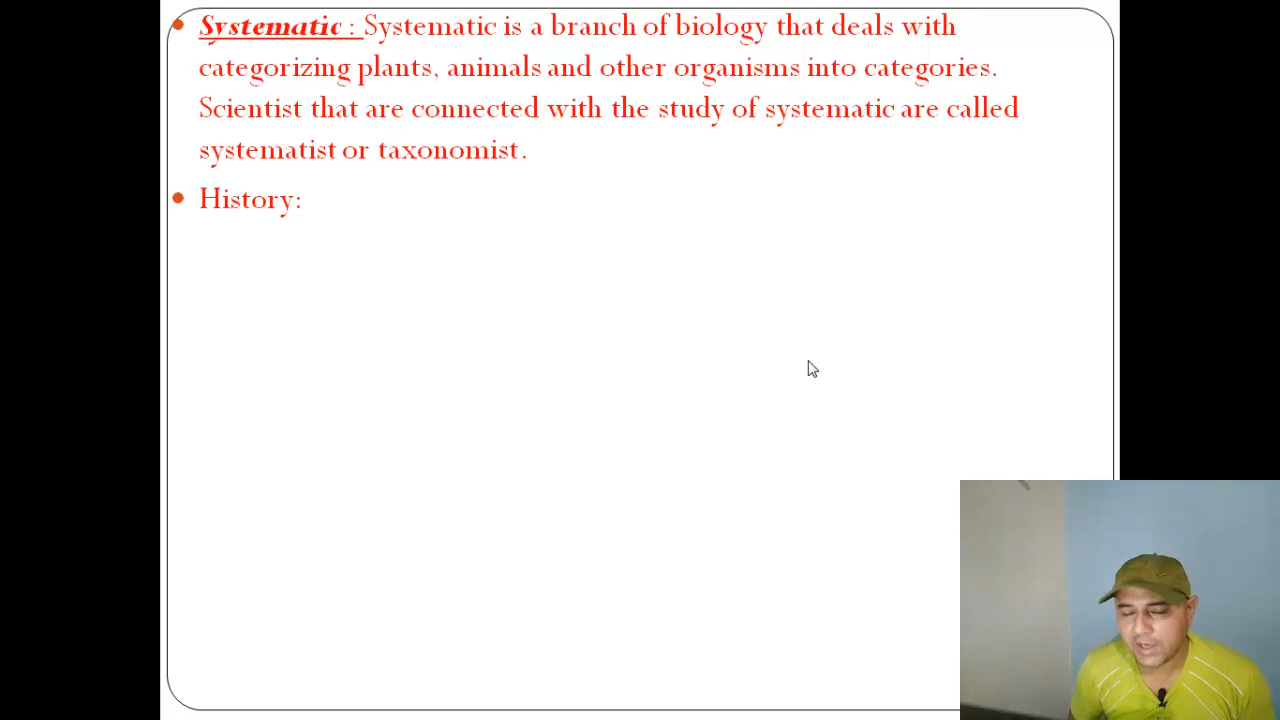 Systematic : Systematic is a branch of biology that deals with
categorizing plants, animals and other organisms into categories.
Scientist that are connected with the study of systematic are called
systematist or taxonomist.
History: